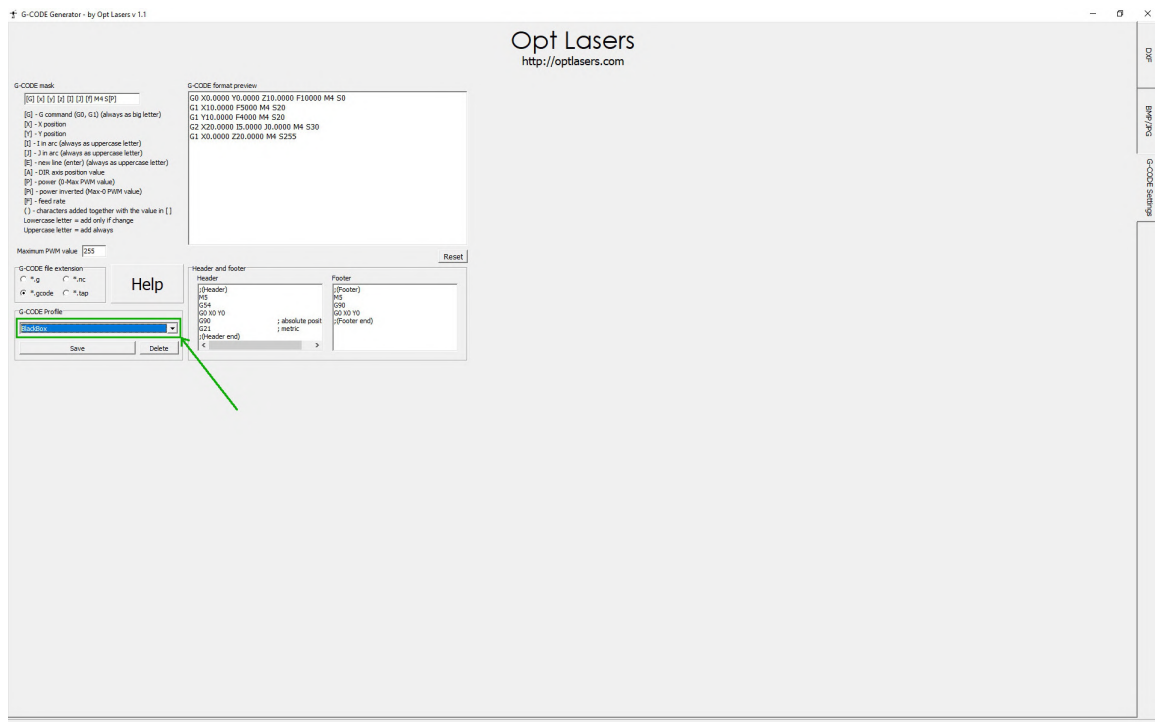 G-CODE Generator - by Opt Lasers v 1.1
Opt Lasers
http://optlasers.com
DXF
BMP/JPG
G-CODE Settings
G-CODE mask
[G] [x] [y] [z] [I] [J] [f] M4 S[P]
[G] - G command (G0, G1) (always as big letter)
[X] - X position
[Y] - Y position
[I] - I in arc (always as uppercase letter)
[J] - J in arc (always as uppercase letter)
[E] - new line (enter) (always as uppercase letter)
[A] - DIR axis position value
[P] - power (0-Max PWM value)
[Pi] - power inverted (Max-0 PWM value)
[F] - feed rate
( ) - characters added together with the value in [ ]
Lowercase letter = add only if change
Uppercase letter = add always
G-CODE format preview
G0 X0.0000 Y0.0000 Z10.0000 F10000 M4 S0
G1 X10.0000 F5000 M4 S20
G1 Y10.0000 F4000 M4 S20
G2 X20.0000 I5.0000 J0.0000 M4 S30
G1 X0.0000 Z20.0000 M4 S255
Maximum PWM value 255
Reset
G-CODE file extension
*.g *.nc
*.gcode *.tap
Help
G-CODE Profile
BlackBox
Save Delete
Header and footer
Header
;(Header)
M5
G54
G0 X0 Y0
G90 ; absolute posit
G21 ; metric
;(Header end)
Footer
;(Footer)
M5
G90
G0 X0 Y0
;(Footer end)